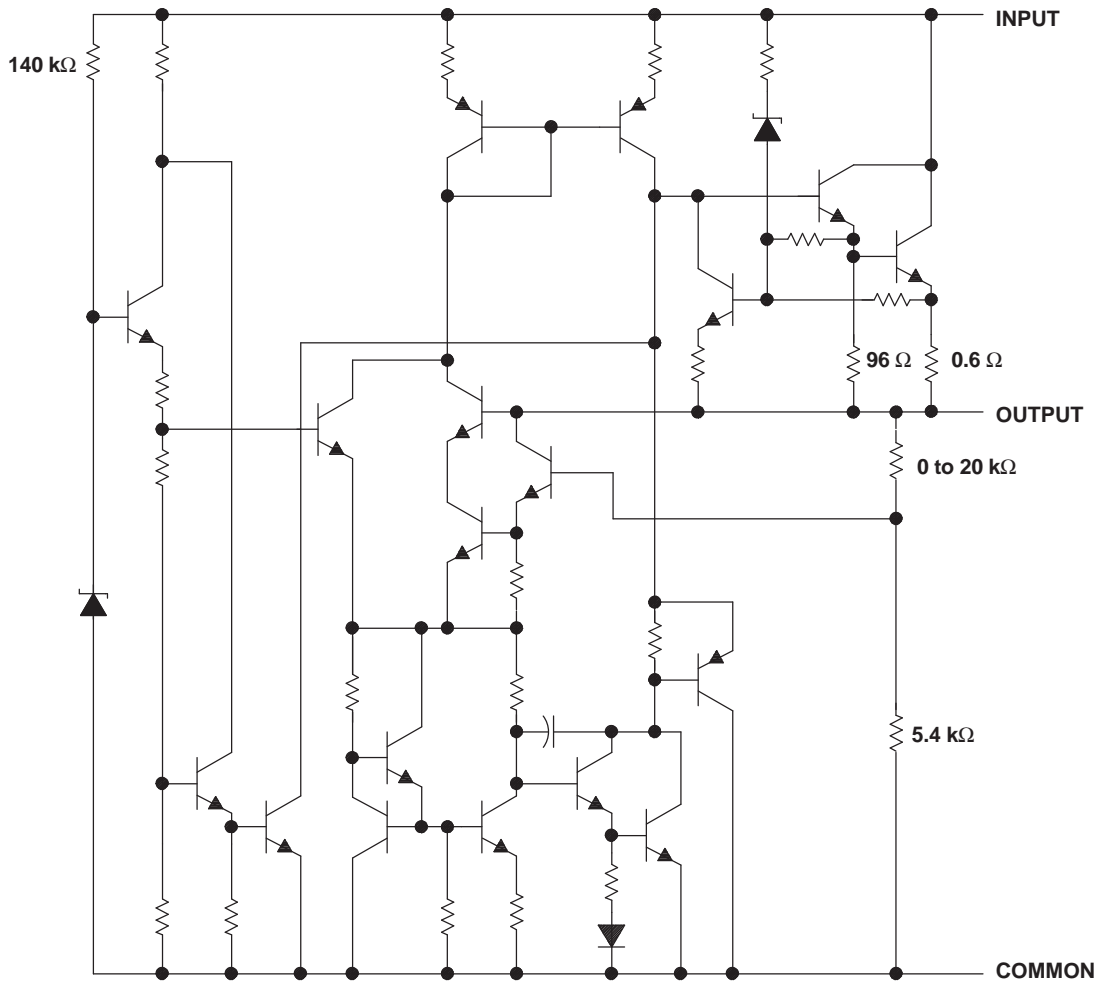 INPUT
140 kΩ
96 Ω
0.6 Ω
OUTPUT
0 to 20 kΩ
5.4 kΩ
COMMON